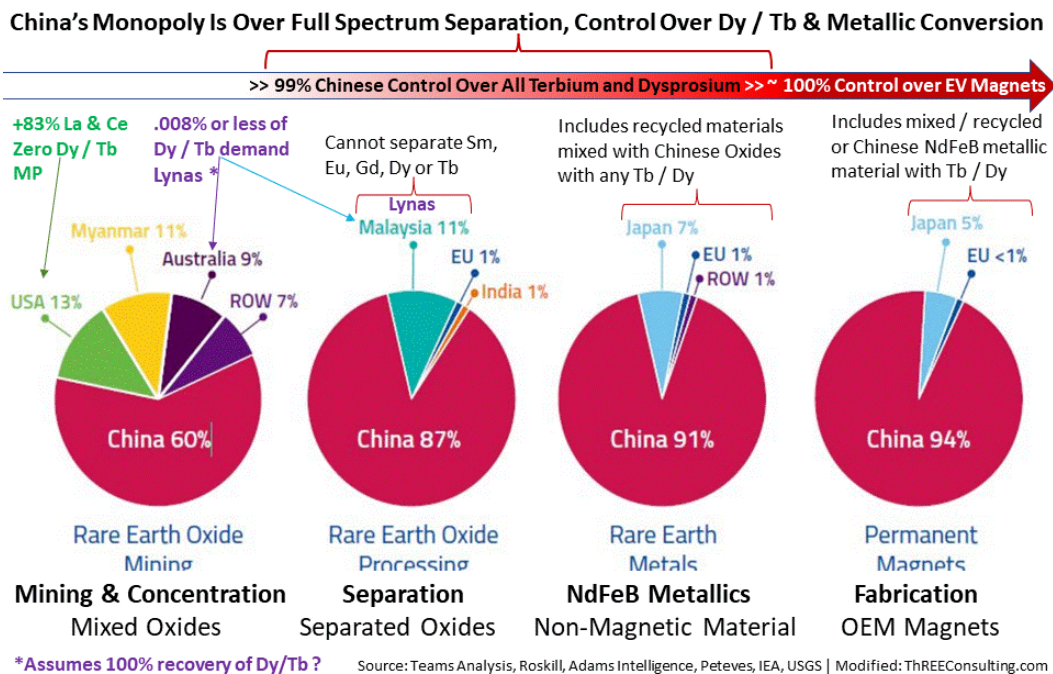 China's Monopoly Is Over Full Spectrum Separation, Control Over Dy / Tb & Metallic Conversion
>> 99% Chinese Control Over All Terbium and Dysprosium >> ~ 100% Control over EV Magnets
+83% La & Ce
Zero Dy / Tb
MP
.008% or less of
Dy / Tb demand
Lynas *
Cannot separate Sm,
Eu, Gd, Dy or Tb
Includes recycled materials
mixed with Chinese Oxides
with any Tb / Dy
Includes mixed / recycled
or Chinese NdFeB metallic
material with Tb / Dy
USA 13%
Myanmar 11%
Australia 9%
ROW 7%
China 60%
Rare Earth Oxide
Mining
Mining & Concentration
Mixed Oxides
Lynas
Malaysia 11%
EU 1%
India 1%
China 87%
Rare Earth Oxide
Processing
Separation
Separated Oxides
Japan 7%
EU 1%
ROW 1%
China 91%
Rare Earth
Metals
NdFeB Metallics
Non-Magnetic Material
Japan 5%
EU <1%
China 94%
Permanent
Magnets
Fabrication
OEM Magnets
*Assumes 100% recovery of Dy/Tb ?
Source: Teams Analysis, Roskill, Adams Intelligence, Peteves, IEA, USGS | Modified: ThREEConsulting.com